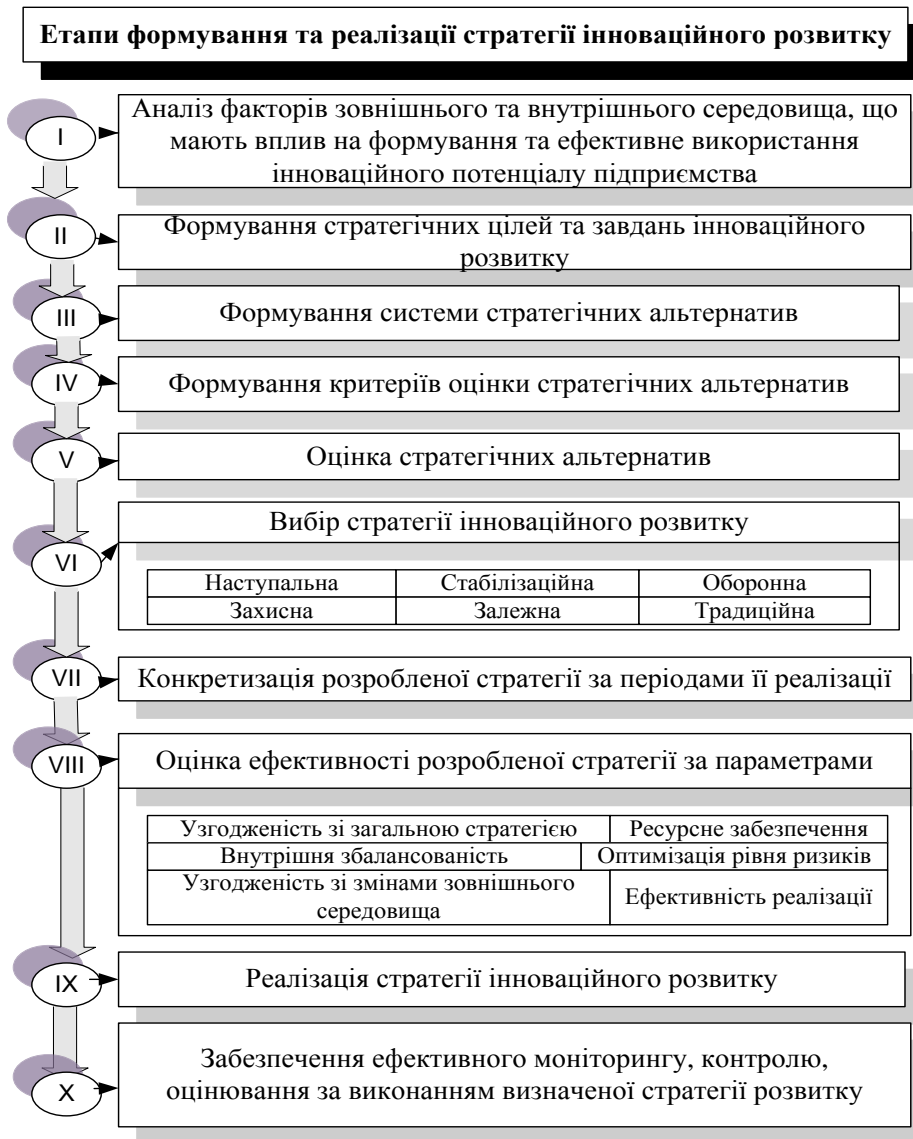 Етапи формування та реалізації стратегії інноваційного розвитку
I
Аналіз факторів зовнішнього та внутрішнього середовища, що
мають вплив на формування та ефективне використання
інноваційного потенціалу підприємства
II
Формування стратегічних цілей та завдань інноваційного
розвитку
III
Формування системи стратегічних альтернатив
IV
Формування критеріїв оцінки стратегічних альтернатив
V
Оцінка стратегічних альтернатив
VI
Вибір стратегії інноваційного розвитку
Наступальна Стабілізаційна Оборонна
Захисна Залежна Традиційна
VII
Конкретизація розробленої стратегії за періодами її реалізації
VIII
Оцінка ефективності розробленої стратегії за параметрами
Узгодженість зі загальною стратегією Ресурсне забезпечення
Внутрішня збалансованість Оптимізація рівня ризиків
Узгодженість зі змінами зовнішнього
середовища
Ефективність реалізації
IX
Реалізація стратегії інноваційного розвитку
X
Забезпечення ефективного моніторингу, контролю,
оцінювання за виконанням визначеної стратегії розвитку